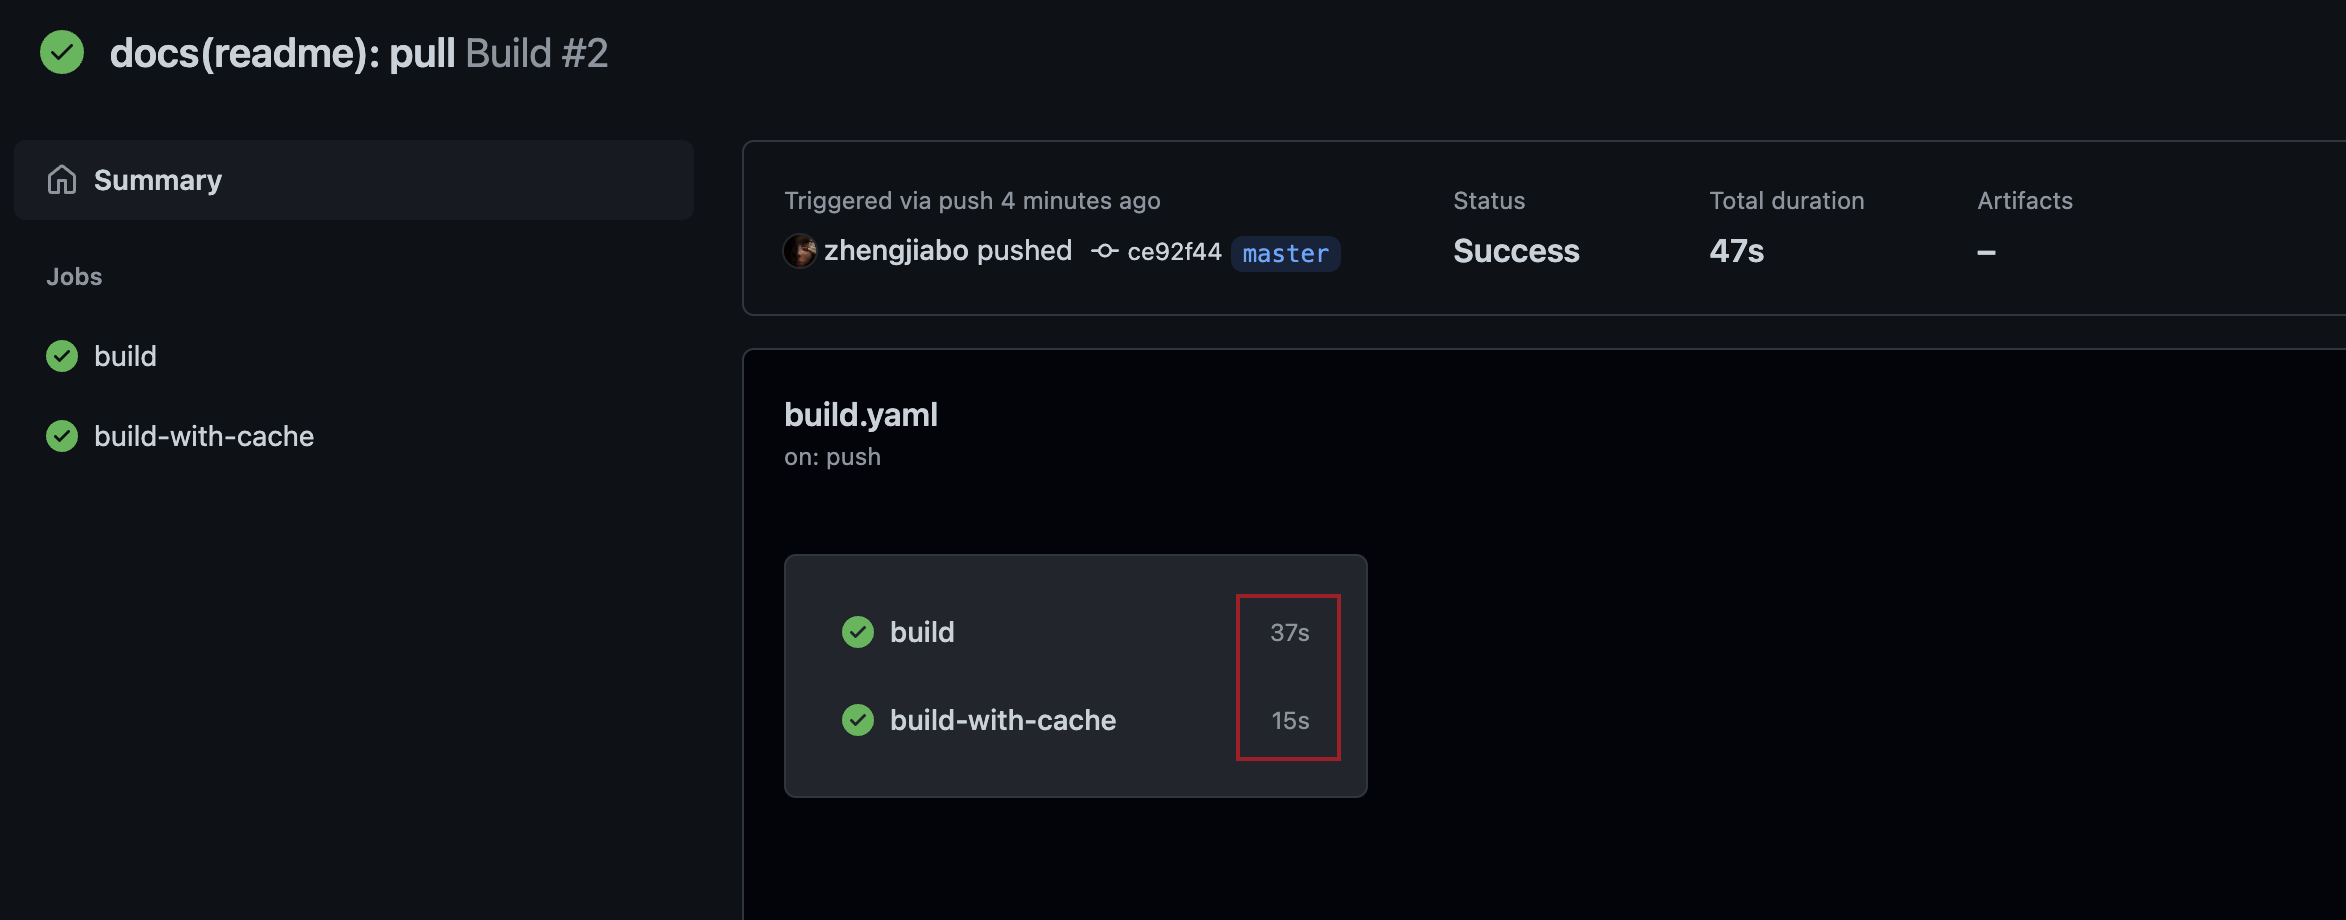 docs(readme): pull Build #2
Summary
Jobs
build
build-with-cache
Triggered via push 4 minutes ago
zhengjiabo pushed ce92f44 master
Status
Success
Total duration
47s
Artifacts
–
build.yaml
on: push
build 37s
build-with-cache 15s